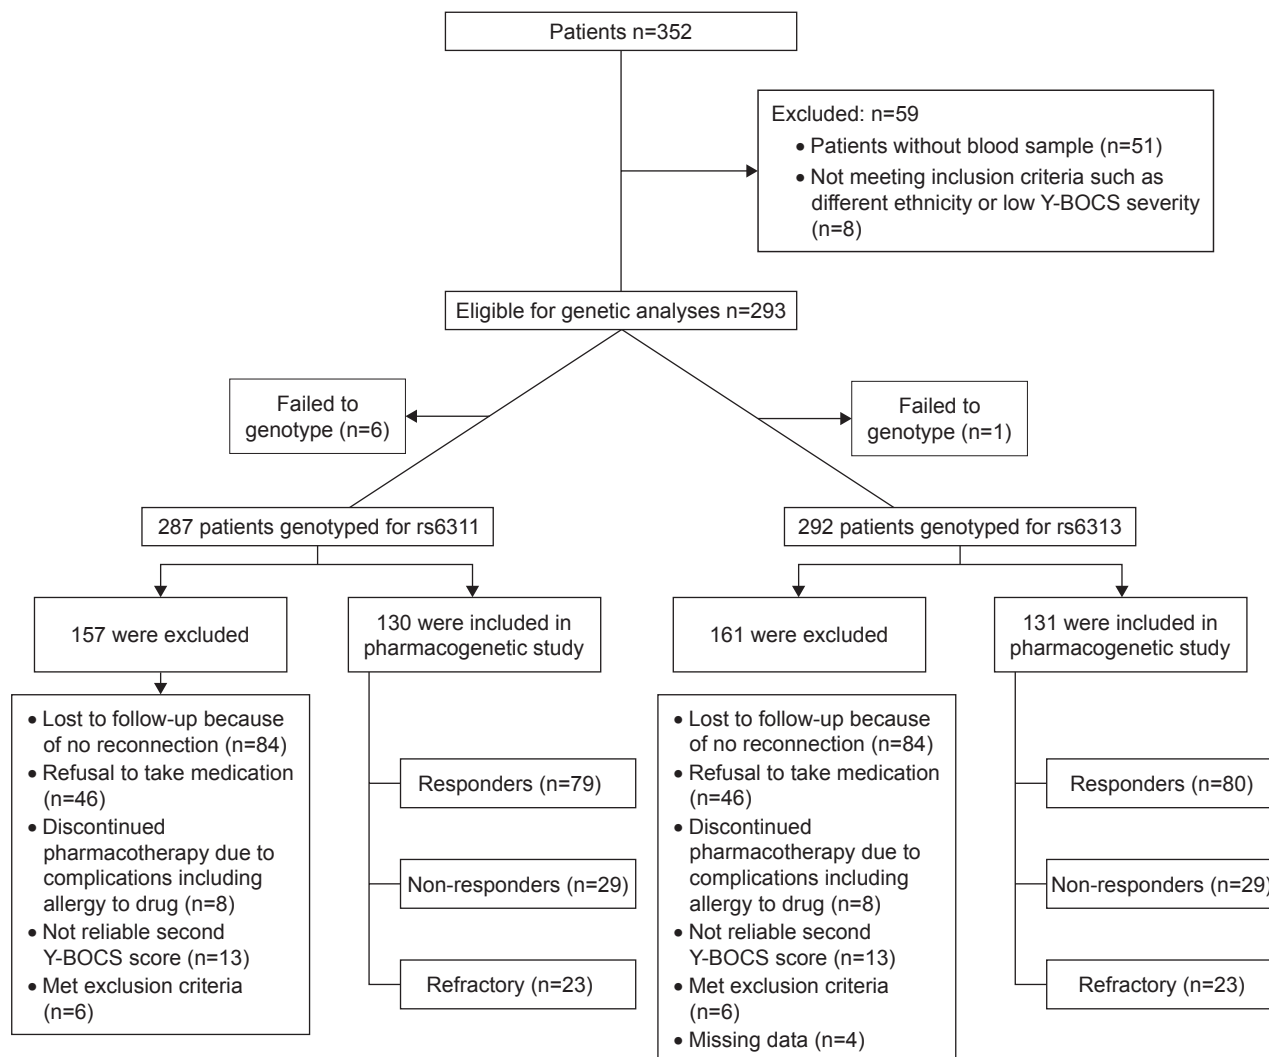 Patients n=352
Excluded: n=59
• Patients without blood sample (n=51)
• Not meeting inclusion criteria such as
different ethnicity or low Y-BOCS severity
(n=8)
Eligible for genetic analyses n=293
Failed to
genotype (n=6)
Failed to
genotype (n=1)
287 patients genotyped for rs6311
292 patients genotyped for rs6313
157 were excluded
130 were included in
pharmacogenetic study
161 were excluded
131 were included in
pharmacogenetic study
• Lost to follow-up because
of no reconnection (n=84)
• Refusal to take medication
(n=46)
• Discontinued
pharmacotherapy due to
complications including
allergy to drug (n=8)
• Not reliable second
Y-BOCS score (n=13)
• Met exclusion criteria
(n=6)
Responders (n=79)
Non-responders (n=29)
Refractory (n=23)
• Lost to follow-up because
of no reconnection (n=84)
• Refusal to take medication
(n=46)
• Discontinued
pharmacotherapy due to
complications including
allergy to drug (n=8)
• Not reliable second
Y-BOCS score (n=13)
• Met exclusion criteria
(n=6)
• Missing data (n=4)
Responders (n=80)
Non-responders (n=29)
Refractory (n=23)